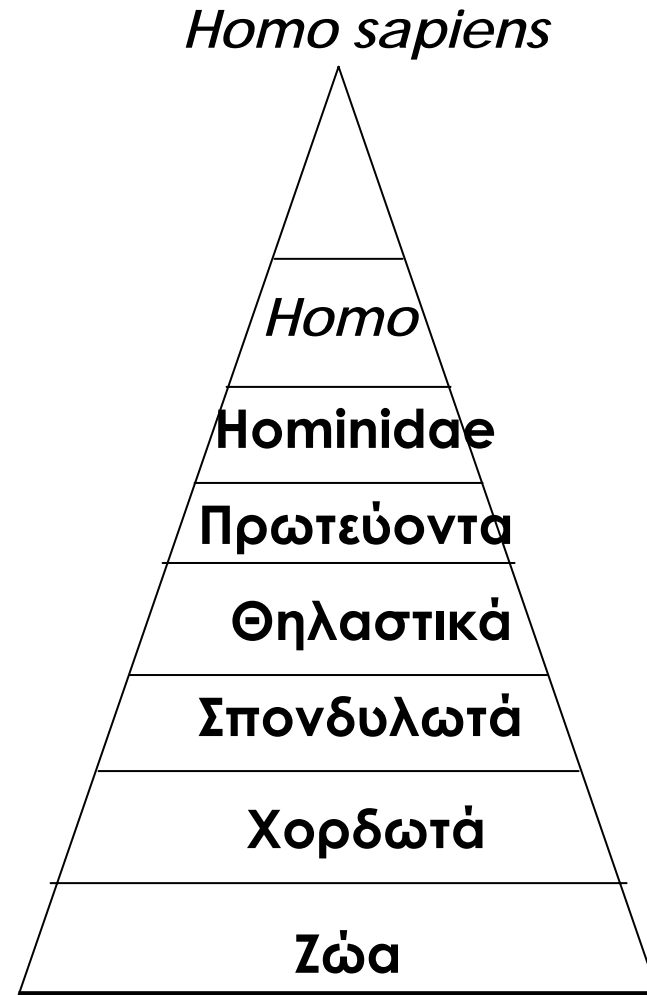 Homo sapiens
Homo
Hominidae
Πρωτεύοντα
Θηλαστικά
Σπονδυλωτά
Χορδωτά
Ζώα